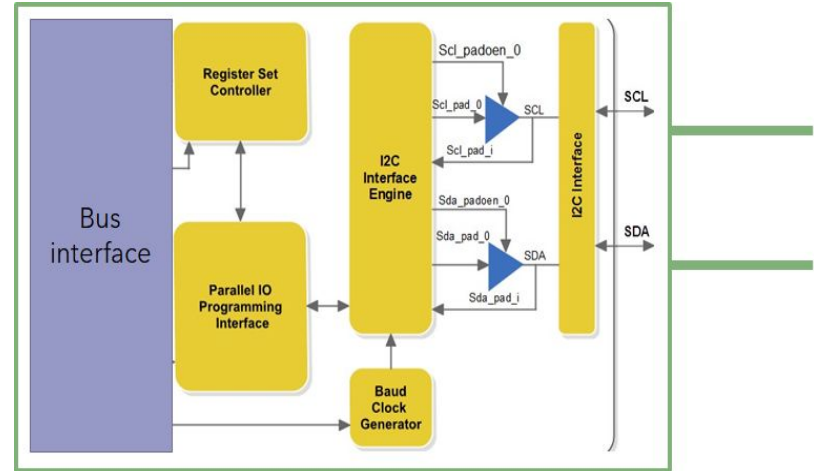 Bus
interface
Register Set
Controller
Parallel IO
Programming
Interface
I2C
Interface
Engine
Baud
Clock
Generator
Scl_padoen_0
Scl_pad_0
SCL
Scl_pad_i
Sda_padoen_0
Sda_pad_0
SDA
Sda_pad_i
I2C Interface
SCL
SDA